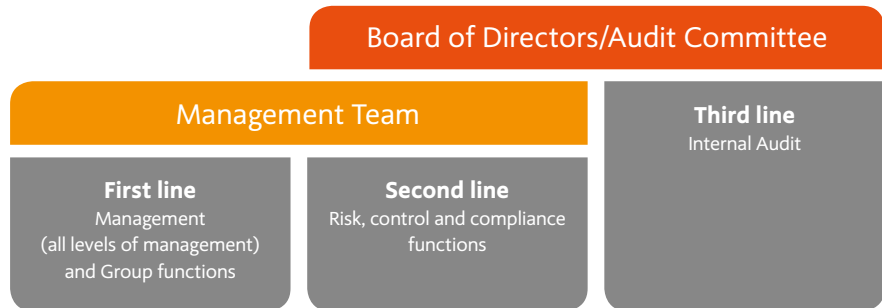 Board of Directors/Audit Committee
Management Team
First line
Management
(all levels of management)
and Group functions
Second line
Risk, control and compliance
functions
Third line
Internal Audit